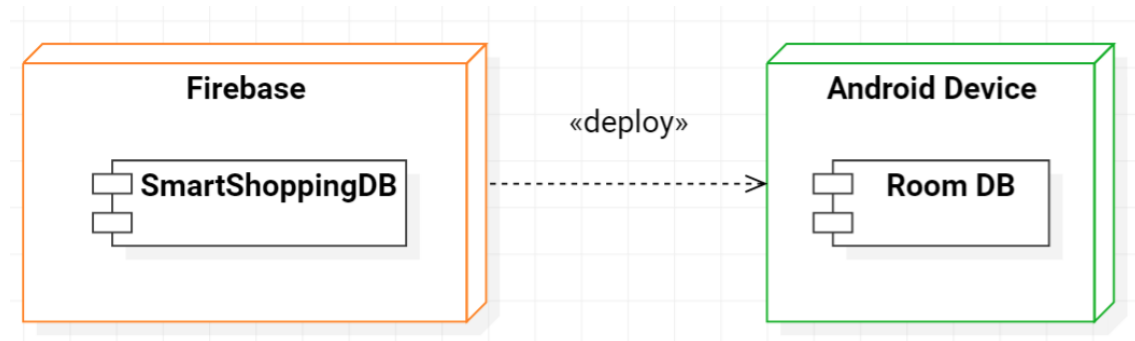 Firebase
SmartShoppingDB
«deploy»
Android Device
Room DB